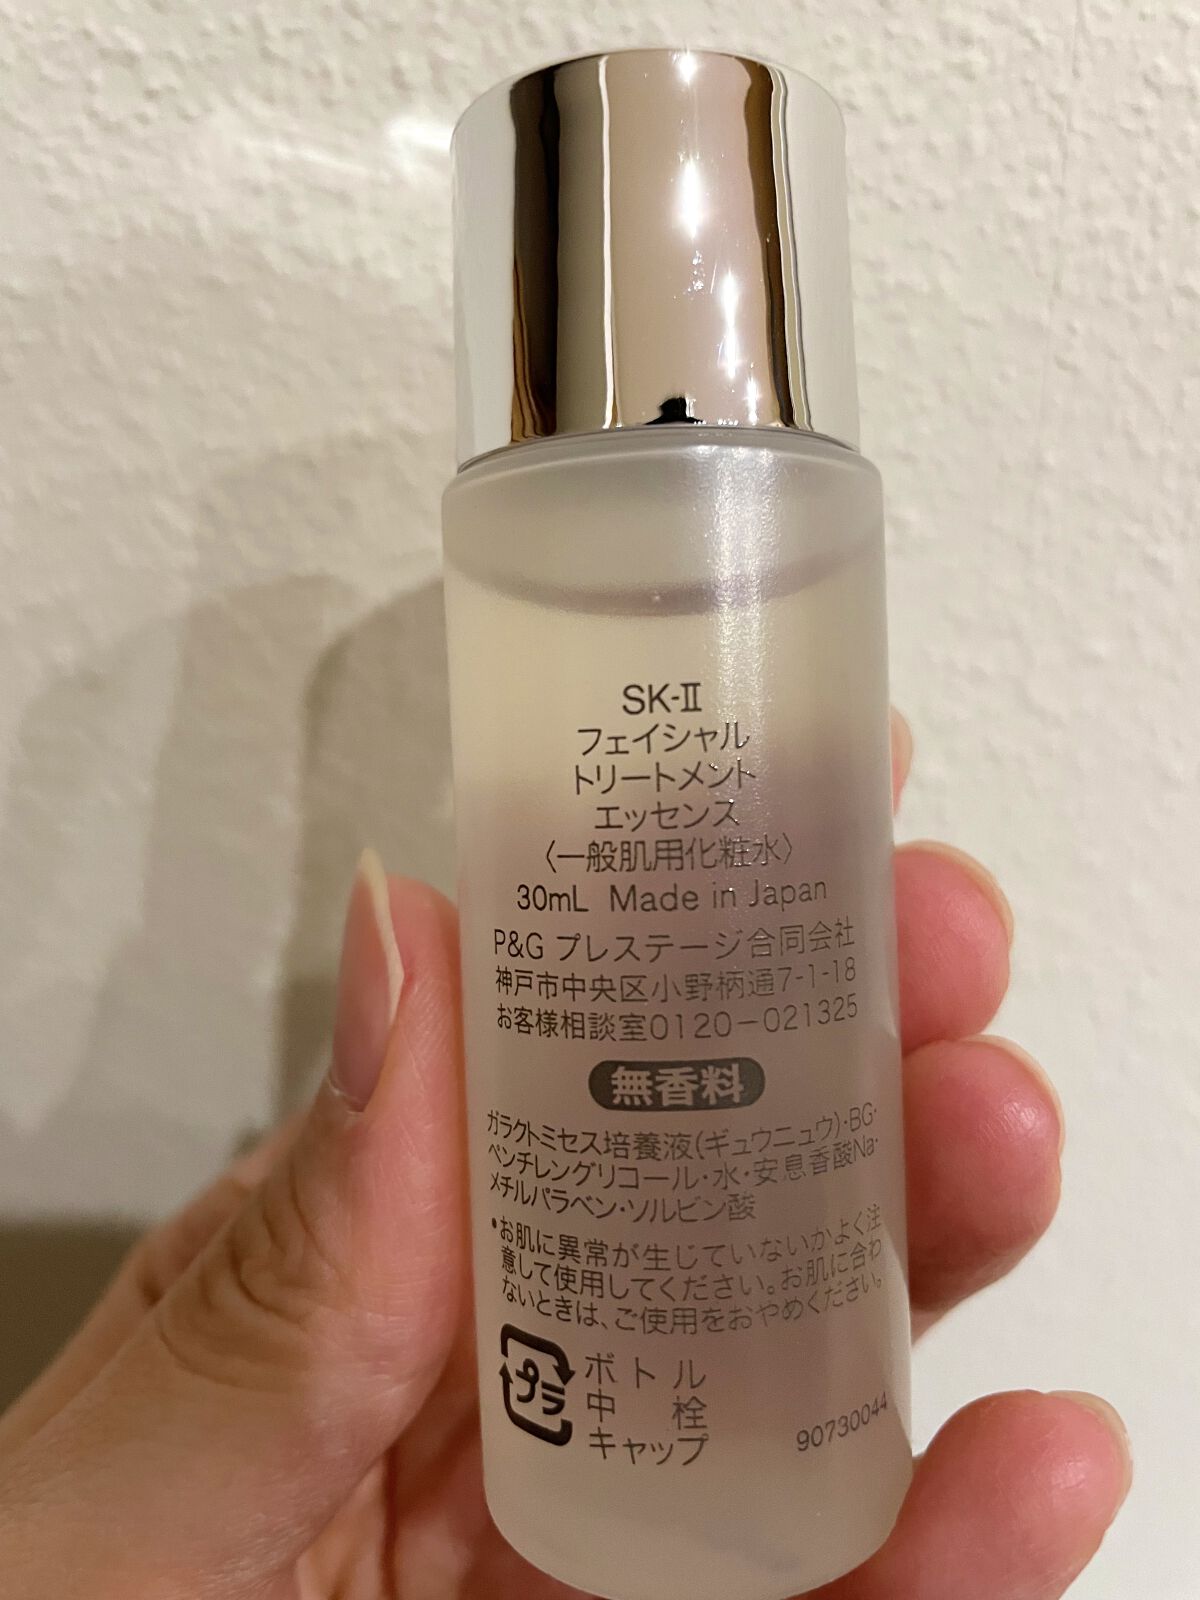 SK-Ⅱ
フェイシャル
トリートメント
エッセンス
〈一般肌用化粧水〉
30mL Made in Japan
P&G プレステージ合同会社
神戸市中央区小野柄通7-1-18
お客様相談室0120-021325
無香料
ガラクトミセス培養液(ギュウニュウ)・BG・
ペンチレングリコール・水・安息香酸Na・
メチルパラベン・ソルビン酸
•お肌に異常が生じていないかよく注
意して使用してください。お肌に合わ
ないときは、ご使用をおやめください。
プラ
ボトル
中栓
キャップ
90730044